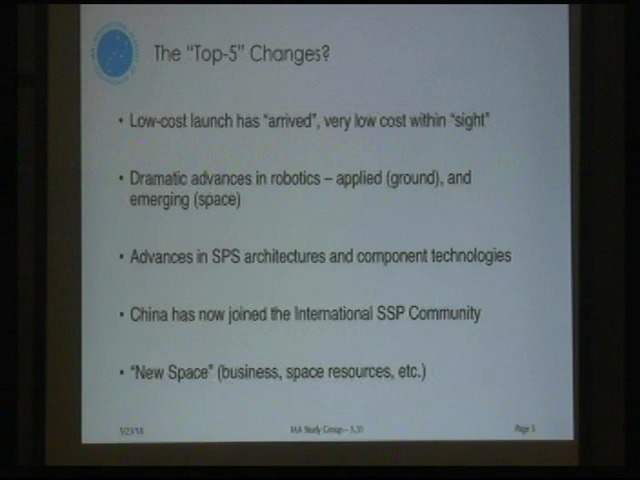 The "Top-5" Changes?
• Low-cost launch has "arrived", very low cost within "sight"
• Dramatic advances in robotics – applied (ground), and
emerging (space)
• Advances in SPS architectures and component technologies
• China has now joined the International SSP Community
• "New Space" (business, space resources, etc.)
5/23/18
IAA Study Group – 3.31
Page 5